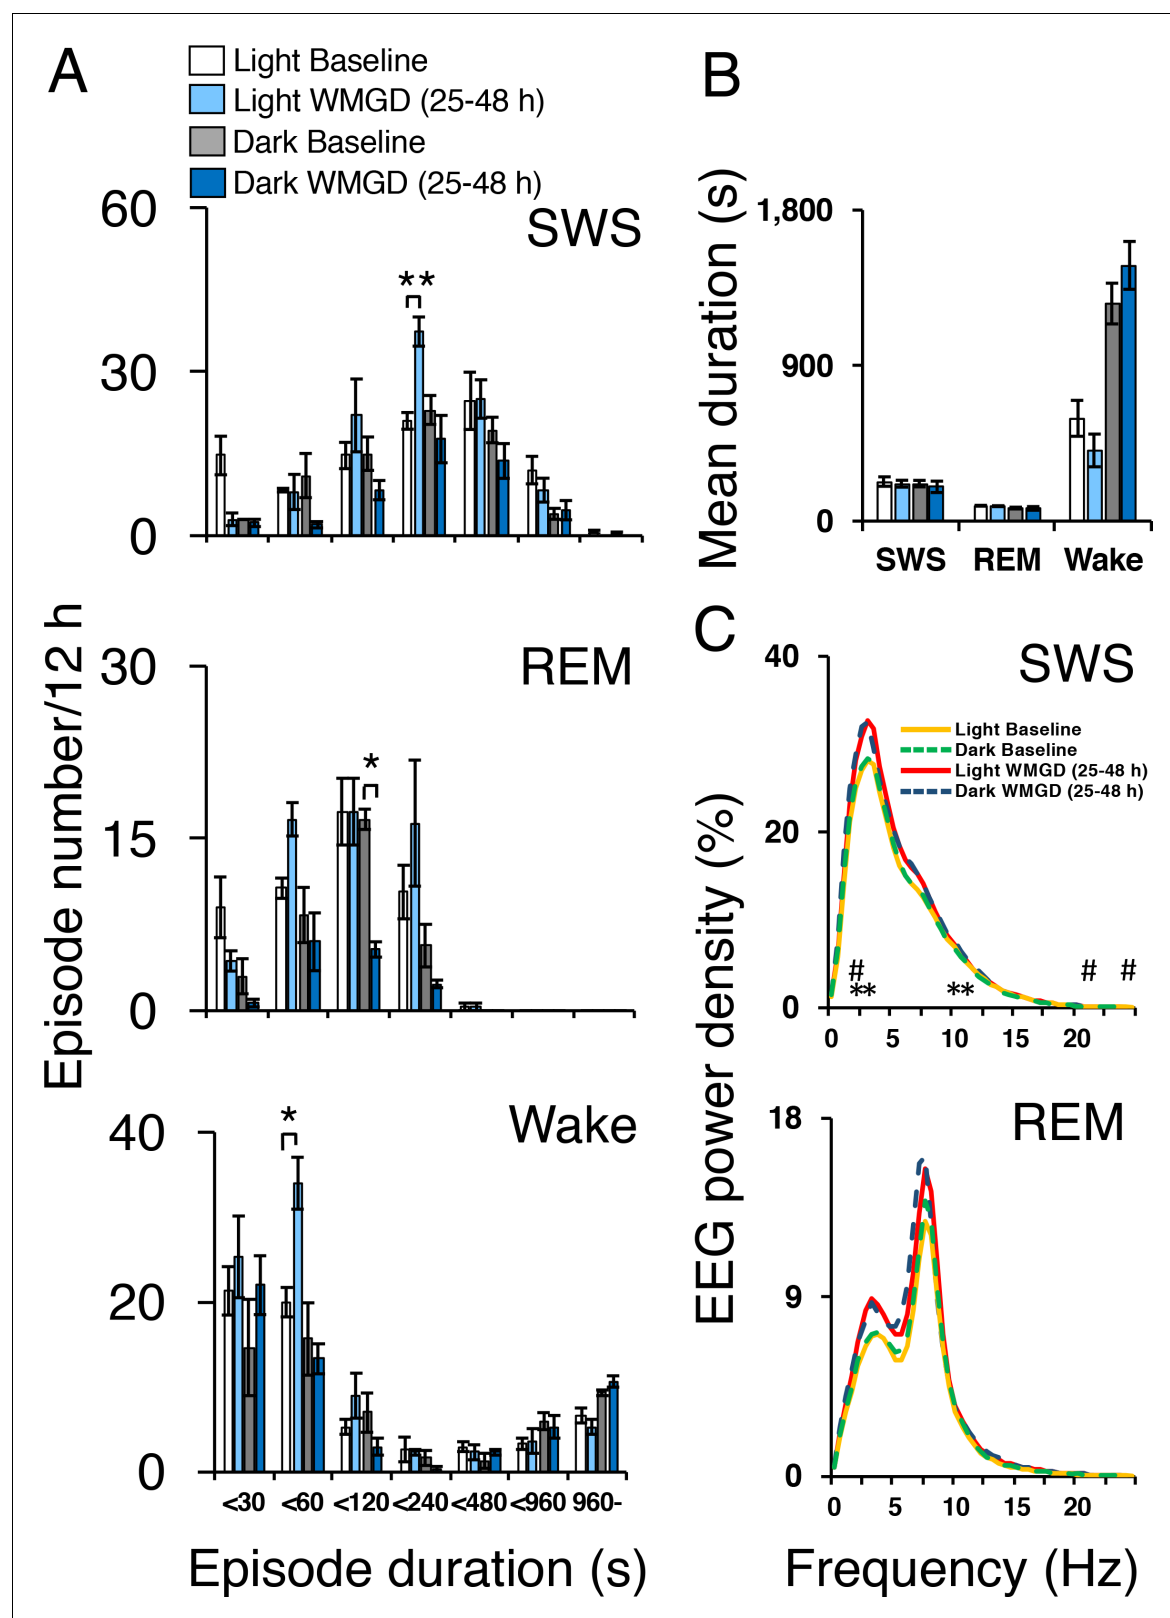 A
Light Baseline
Light WMGD (25-48 h)
Dark Baseline
Dark WMGD (25-48 h)
SWS
60
30
0
**
REM
30
15
0
*
Wake
40
20
0
*
<30 <60 <120 <240 <480 <960 960-
Episode duration (s)
Episode number/12 h
B
Mean duration (s)
1,800
900
0
SWS REM Wake
C
SWS
40
20
0
Light Baseline
Dark Baseline
Light WMGD (25-48 h)
Dark WMGD (25-48 h)
# # #
** **
0 5 10 15 20
EEG power density (%)
REM
18
9
0
0 5 10 15 20
Frequency (Hz)